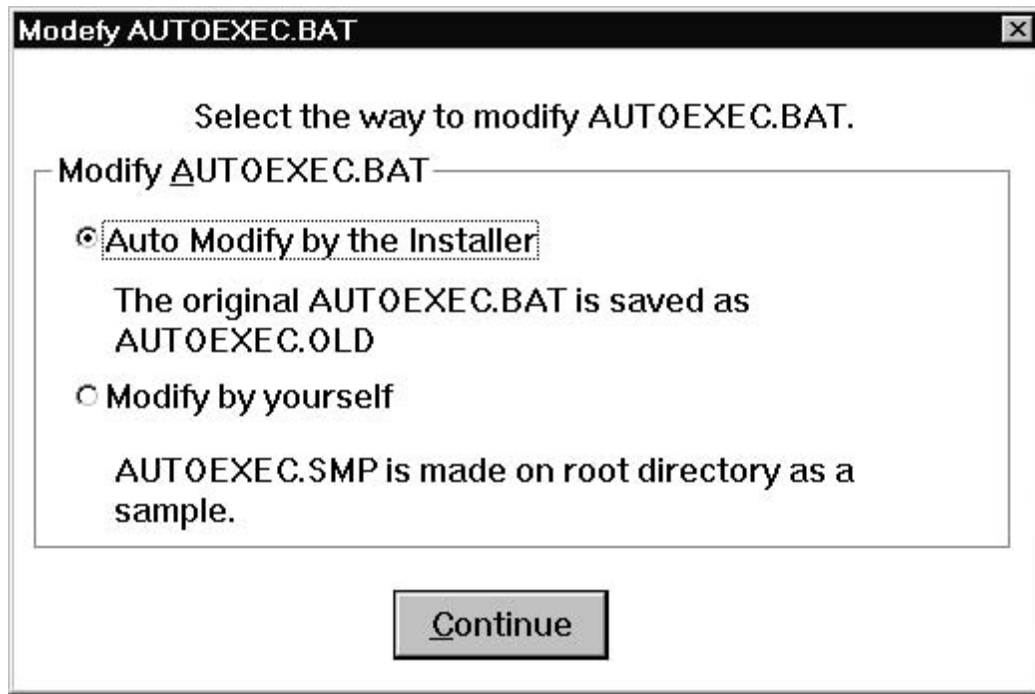 Modefy AUTOEXEC.BAT
Select the way to modify AUTOEXEC.BAT.
Modify AUTOEXEC.BAT
Auto Modify by the Installer
The original AUTOEXEC.BAT is saved as
AUTOEXEC.OLD
Modify by yourself
AUTOEXEC.SMP is made on root directory as a
sample.
Continue